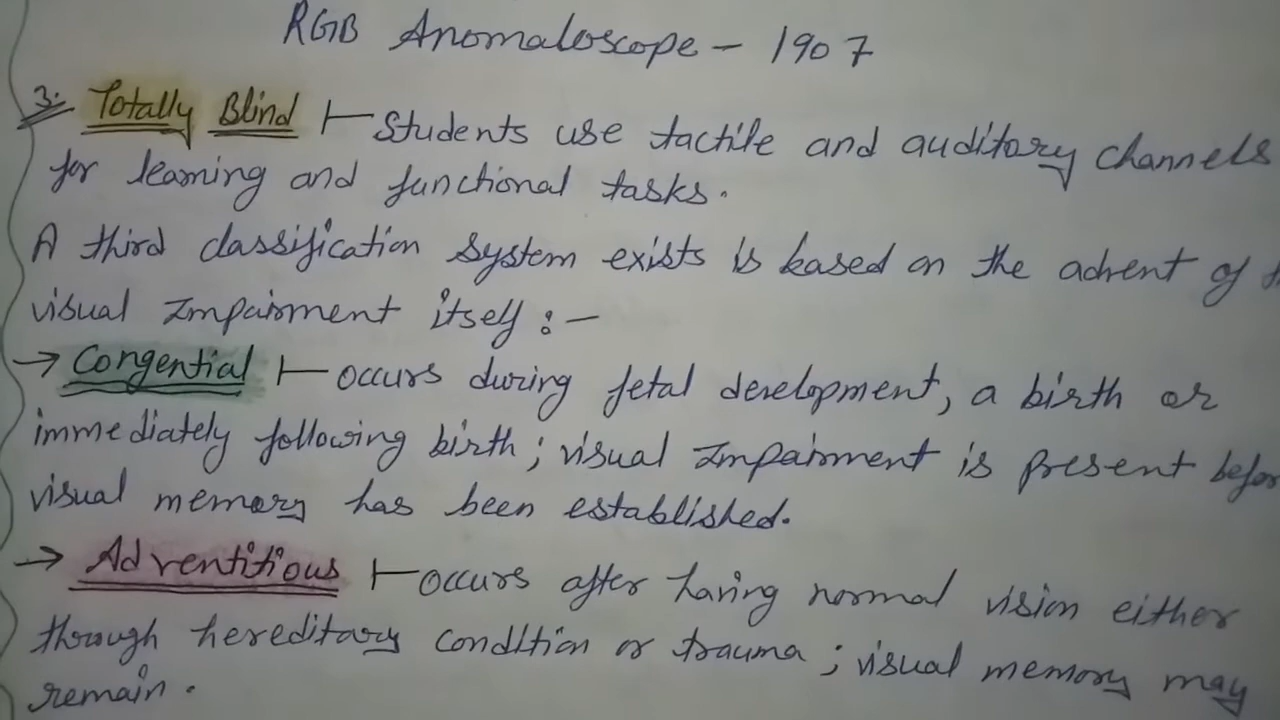 RGB Anomaloscope - 1907
3. Totally Blind ⊢ Students use tactile and auditory channels
for learning and functional tasks.
A third classification system exists is based on the advent of
visual Impairment itself :-
→ Congential ⊢ occurs during fetal development, a birth or
immediately following birth; visual Impairment is present befor
visual memory has been established.
→ Adventitious ⊢ occurs after having normal vision either
through hereditary condition or trauma; visual memory may
remain.